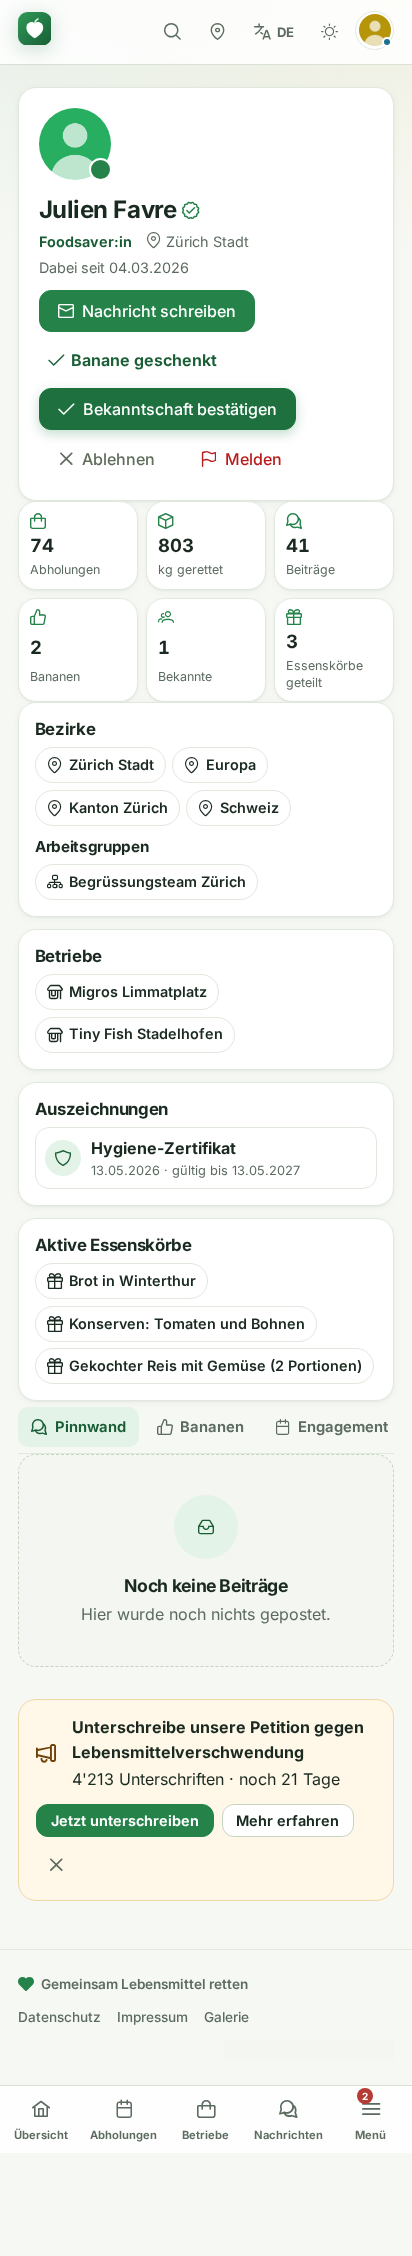 DE
Julien Favre
Foodsaver:in Zürich Stadt
Dabei seit 04.03.2026
Nachricht schreiben
Banane geschenkt
Bekanntschaft bestätigen
Ablehnen Melden
74 803 41
Abholungen kg gerettet Beiträge
2 1 3
Bananen Bekannte Essenskörbe
geteilt
Bezirke
Zürich Stadt Europa
Kanton Zürich Schweiz
Arbeitsgruppen
Begrüssungsteam Zürich
Betriebe
Migros Limmatplatz
Tiny Fish Stadelhofen
Auszeichnungen
Hygiene-Zertifikat
13.05.2026 · gültig bis 13.05.2027
Aktive Essenskörbe
Brot in Winterthur
Konserven: Tomaten und Bohnen
Gekochter Reis mit Gemüse (2 Portionen)
Pinnwand Bananen Engagement
Noch keine Beiträge
Hier wurde noch nichts gepostet.
Unterschreibe unsere Petition gegen
Lebensmittelverschwendung
4'213 Unterschriften · noch 21 Tage
Jetzt unterschreiben Mehr erfahren
Gemeinsam Lebensmittel retten
Datenschutz Impressum Galerie
2
Übersicht Abholungen Betriebe Nachrichten Menü